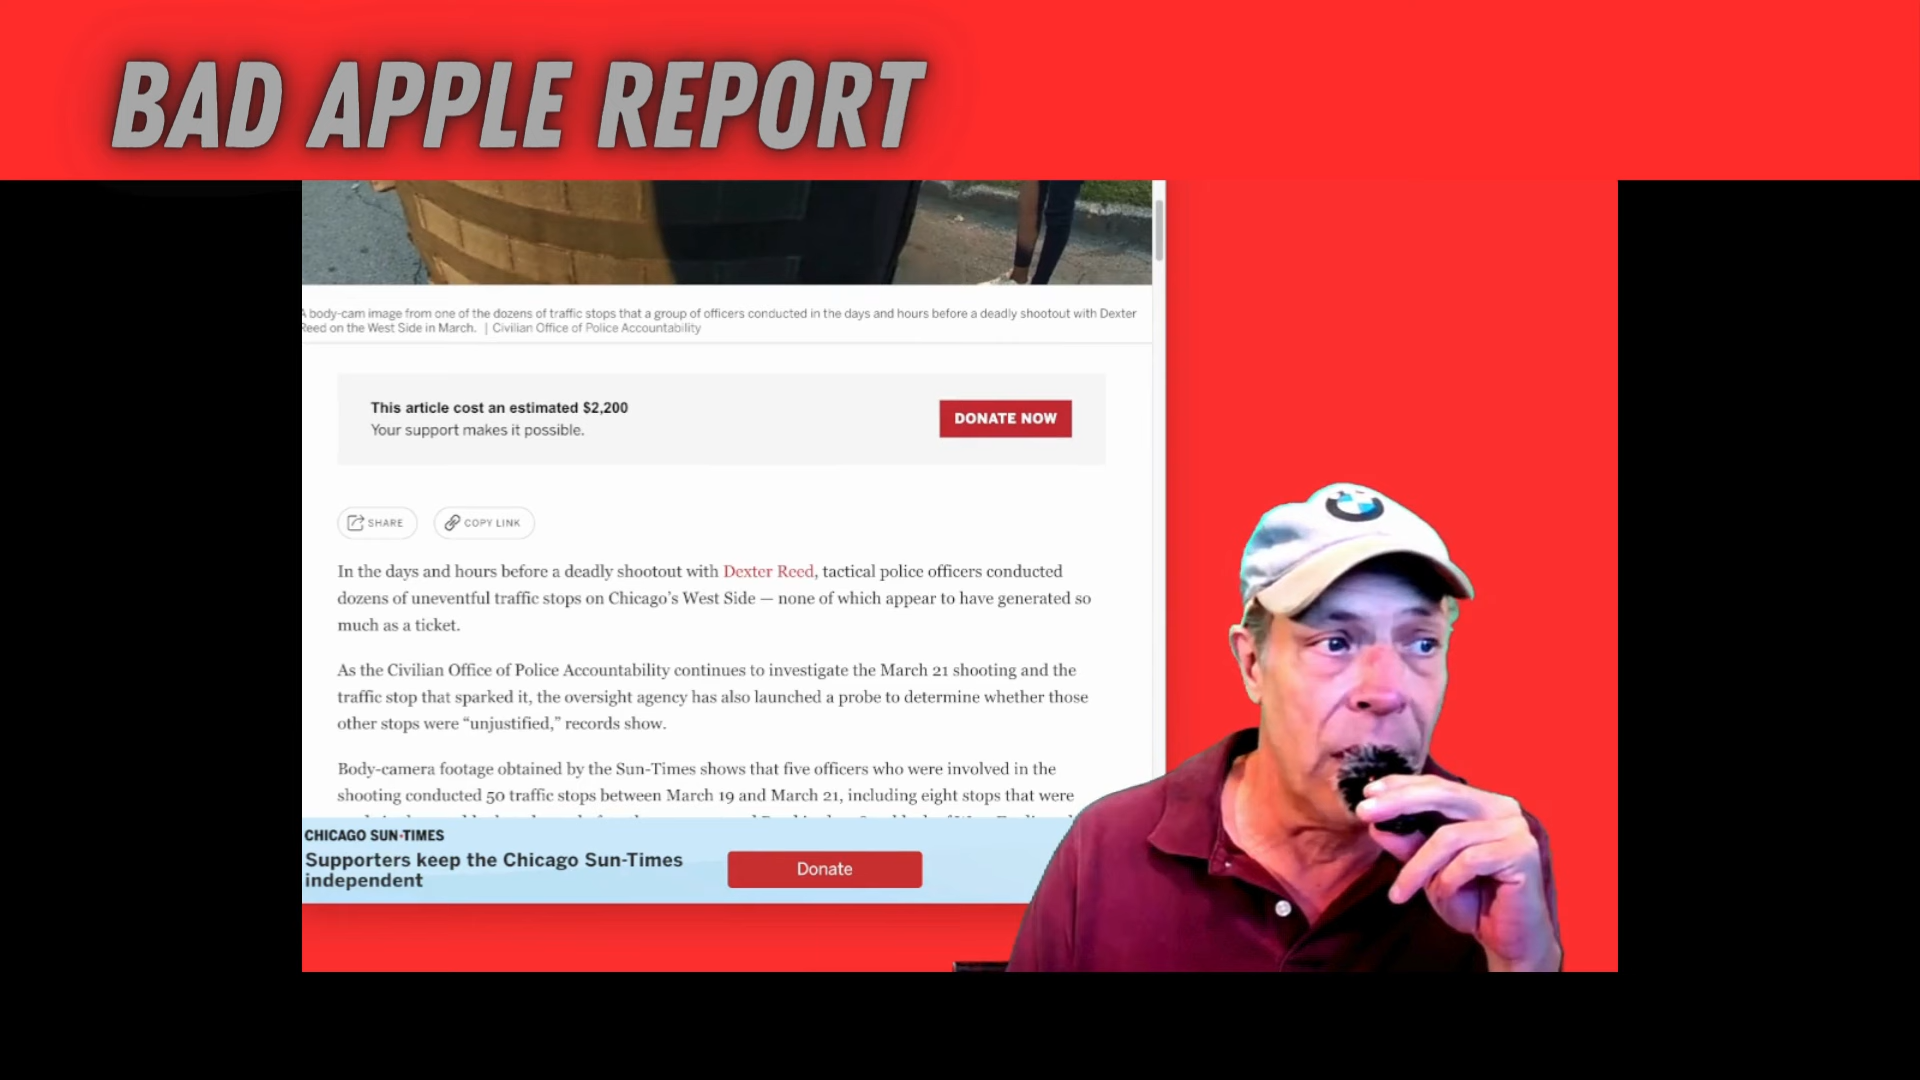 BAD APPLE REPORT
A body-cam image from one of the dozens of traffic stops that a group of officers conducted in the days and hours before a deadly shootout with Dexter
Reed on the West Side in March. | Civilian Office of Police Accountability
This article cost an estimated $2,200
Your support makes it possible.
DONATE NOW
SHARE
COPY LINK
In the days and hours before a deadly shootout with Dexter Reed, tactical police officers conducted
dozens of uneventful traffic stops on Chicago’s West Side — none of which appear to have generated so
much as a ticket.
As the Civilian Office of Police Accountability continues to investigate the March 21 shooting and the
traffic stop that sparked it, the oversight agency has also launched a probe to determine whether those
other stops were “unjustified,” records show.
Body-camera footage obtained by the Sun-Times shows that five officers who were involved in the
shooting conducted 50 traffic stops between March 19 and March 21, including eight stops that were
CHICAGO SUN•TIMES
Supporters keep the Chicago Sun-Times
independent
Donate